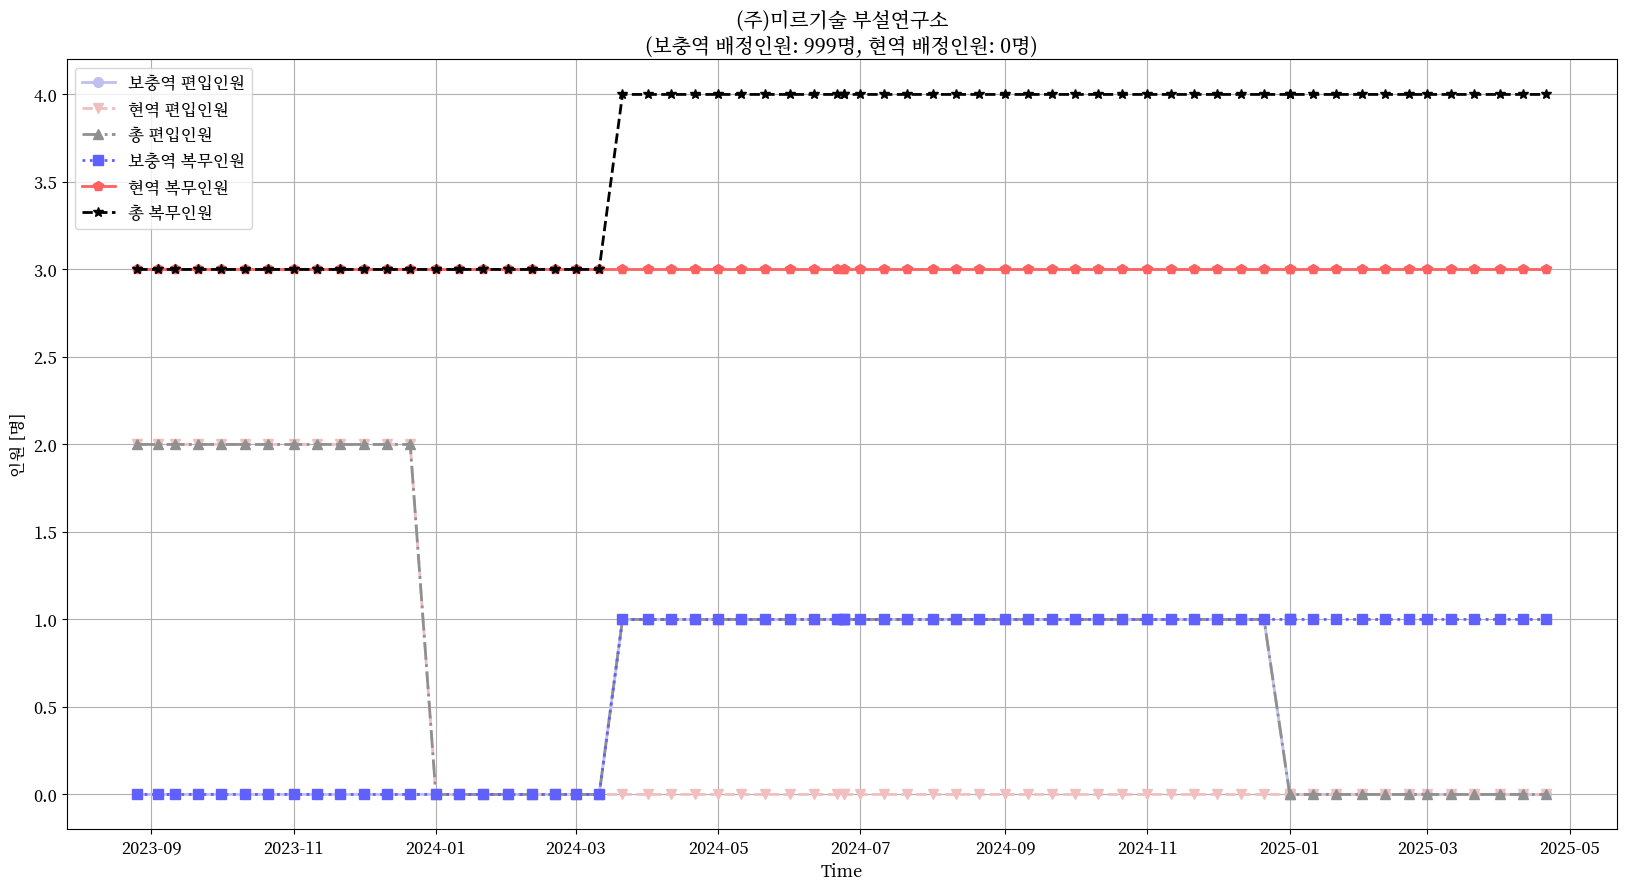 (주)미르기술 부설연구소
(보충역 배정인원: 999명, 현역 배정인원: 0명)
보충역 편입인원
현역 편입인원
총 편입인원
보충역 복무인원
현역 복무인원
총 복무인원
4.0
3.5
3.0
2.5
2.0
1.5
1.0
0.5
0.0
인원 [명]
2023-09 2023-11 2024-01 2024-03 2024-05 2024-07 2024-09 2024-11 2025-01 2025-03 2025-05
Time